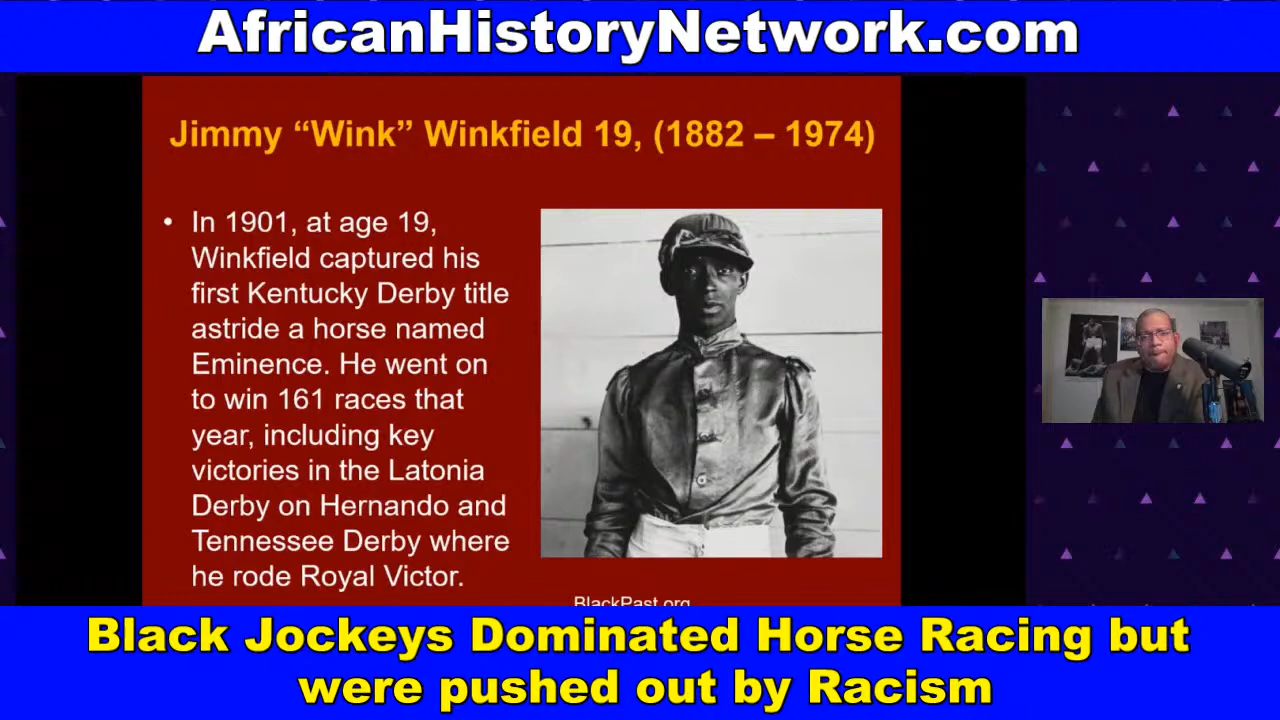 AfricanHistoryNetwork.com
Jimmy “Wink” Winkfield 19, (1882 – 1974)
• In 1901, at age 19,
Winkfield captured his
first Kentucky Derby title
astride a horse named
Eminence. He went on
to win 161 races that
year, including key
victories in the Latonia
Derby on Hernando and
Tennessee Derby where
he rode Royal Victor.
BlackPast.org
Black Jockeys Dominated Horse Racing but
were pushed out by Racism